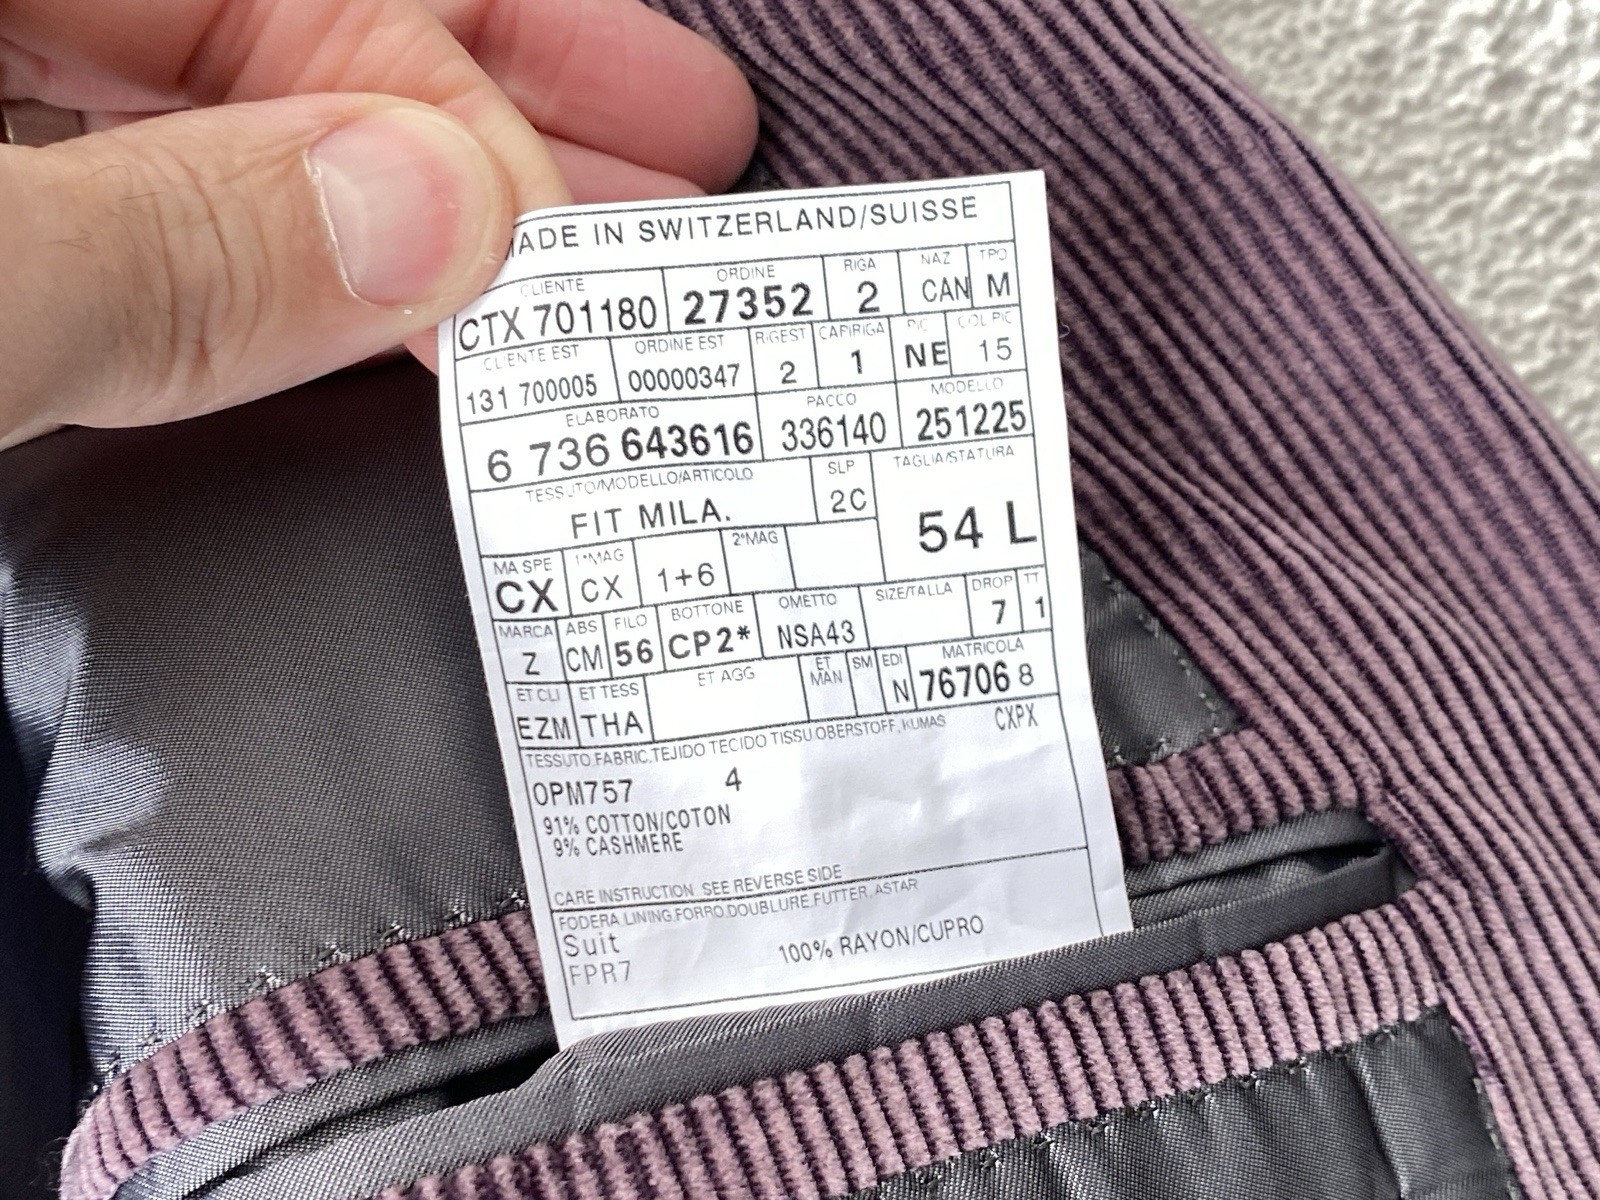 MADE IN SWITZERLAND/SUISSE
CLIENTE ORDINE RIGA NAZ TPO
CTX 701180 27352 2 CAN M
CLIENTE EST ORDINE EST RIGEST CAPIRIGA PIC COL PIC
131 700005 00000347 2 1 NE 15
ELABORATO PACCO MODELLO
6 736 643616 336140 251225
TESSUTO/MODELLO/ARTICOLO SLP TAGLIA/STATURA
FIT MILA. 2C 54 L
MA SPE 1°MAG 2°MAG
CX CX 1+6
MARCA ABS FILO BOTTONE OMETTO SIZE/TALLA DROP TT
Z CM 56 CP2* NSA43 7 1
ET CLI ET TESS ET AGG ET MAN SM EDI MATRICOLA
EZM THA N 76706 8
TESSUTO.FABRIC.TEJIDO TECIDO TISSU.OBERSTOFF,KUMAS CXPX
OPM757 4
91% COTTON/COTON
9% CASHMERE
CARE INSTRUCTION SEE REVERSE SIDE
FODERA.LINING.FORRO.DOUBLURE.FUTTER,ASTAR
Suit 100% RAYON/CUPRO
FPR7